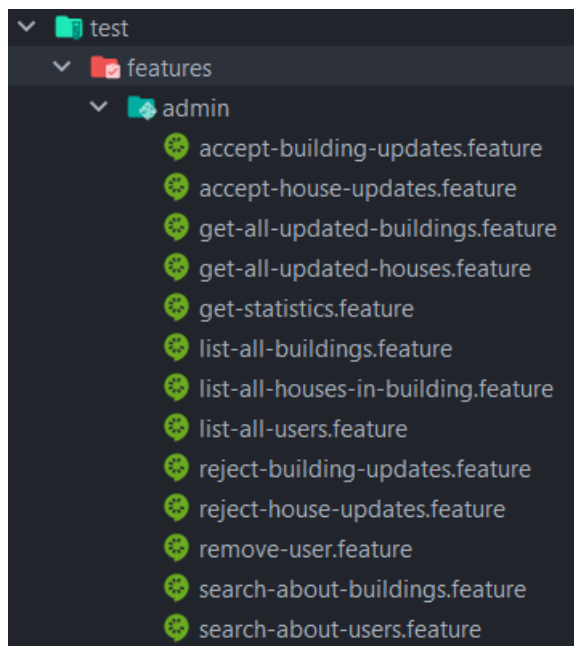 test
features
admin
accept-building-updates.feature
accept-house-updates.feature
get-all-updated-buildings.feature
get-all-updated-houses.feature
get-statistics.feature
list-all-buildings.feature
list-all-houses-in-building.feature
list-all-users.feature
reject-building-updates.feature
reject-house-updates.feature
remove-user.feature
search-about-buildings.feature
search-about-users.feature